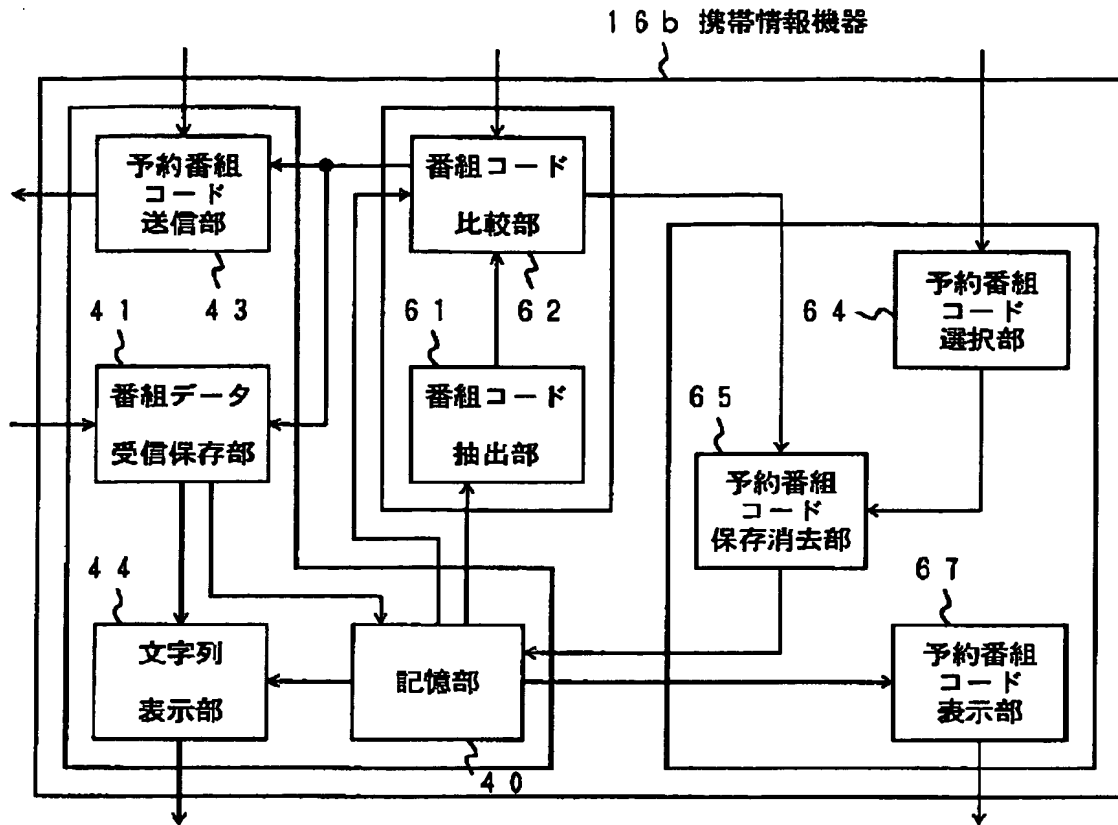 16b 携帯情報機器
予約番組
コード
送信部
43
番組コード
比較部
62
予約番組
コード
選択部
64
41
番組データ
受信保存部
61
番組コード
抽出部
65
予約番組
コード
保存消去部
44
文字列
表示部
記憶部
40
67
予約番組
コード
表示部